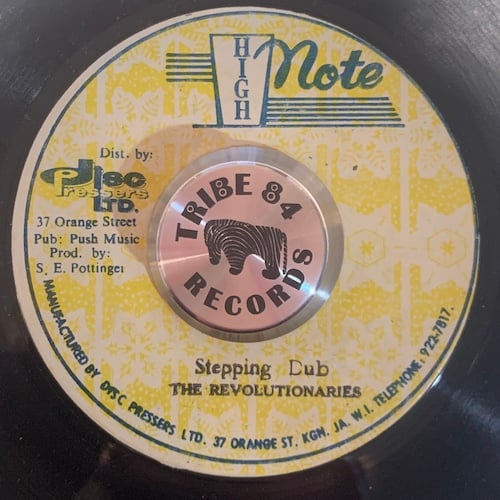 HIGH Note
Dist. by:
Disc
Pressers
LTD.
37 Orange Street
Pub: Push Music
Prod. by:
S. E. Pottinger
TRIBE 84
RECORDS
Stepping Dub
THE REVOLUTIONARIES
MANUFACTURED BY DISC PRESSERS LTD. 37 ORANGE ST. KGN. JA. W.I. TELEPHONE: 923-7817.